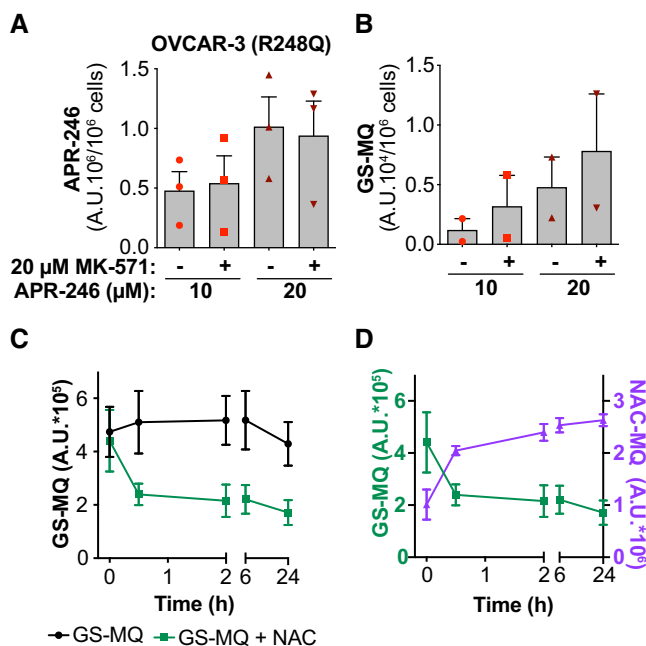 A
OVCAR-3 (R248Q)
APR-246
(A.U.10⁶/10⁶ cells)
1.5
1.0
0.5
0.0
20 µM MK-571: - + - +
APR-246 (µM): 10 20
B
GS-MQ
(A.U.10⁴/10⁶ cells)
1.5
1.0
0.5
0.0
- + - +
10 20
C
GS-MQ (A.U.*10⁵)
6
4
2
0
0 1 2 6 24
Time (h)
GS-MQ GS-MQ + NAC
D
GS-MQ (A.U.*10⁵)
6
4
2
0
NAC-MQ (A.U.*10⁶)
3
2
1
0
0 1 2 6 24
Time (h)